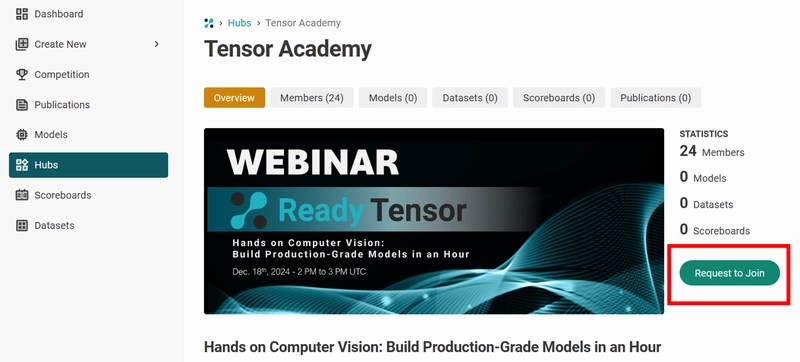 Dashboard
Create New
Competition
Publications
Models
Hubs
Scoreboards
Datasets
› Hubs › Tensor Academy
Tensor Academy
Overview
Members (24)
Models (0)
Datasets (0)
Scoreboards (0)
Publications (0)
WEBINAR
Ready Tensor
Hands on Computer Vision:
Build Production-Grade Models in an Hour
Dec. 18th, 2024 - 2 PM to 3 PM UTC
STATISTICS
24 Members
0 Models
0 Datasets
0 Scoreboards
Request to Join
Hands on Computer Vision: Build Production-Grade Models in an Hour